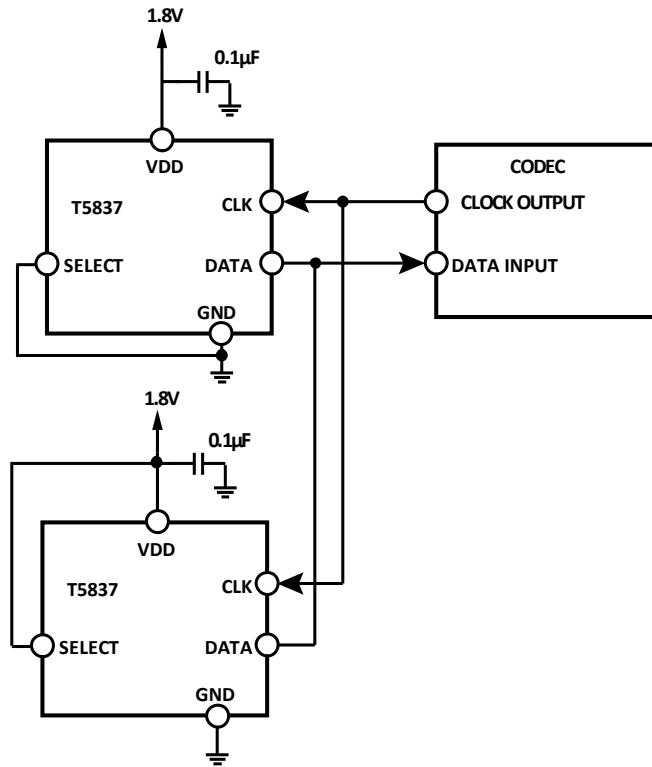 1.8V
0.1µF
VDD
T5837
CLK
SELECT
DATA
GND
CODEC
CLOCK OUTPUT
DATA INPUT
1.8V
0.1µF
VDD
T5837
CLK
SELECT
DATA
GND